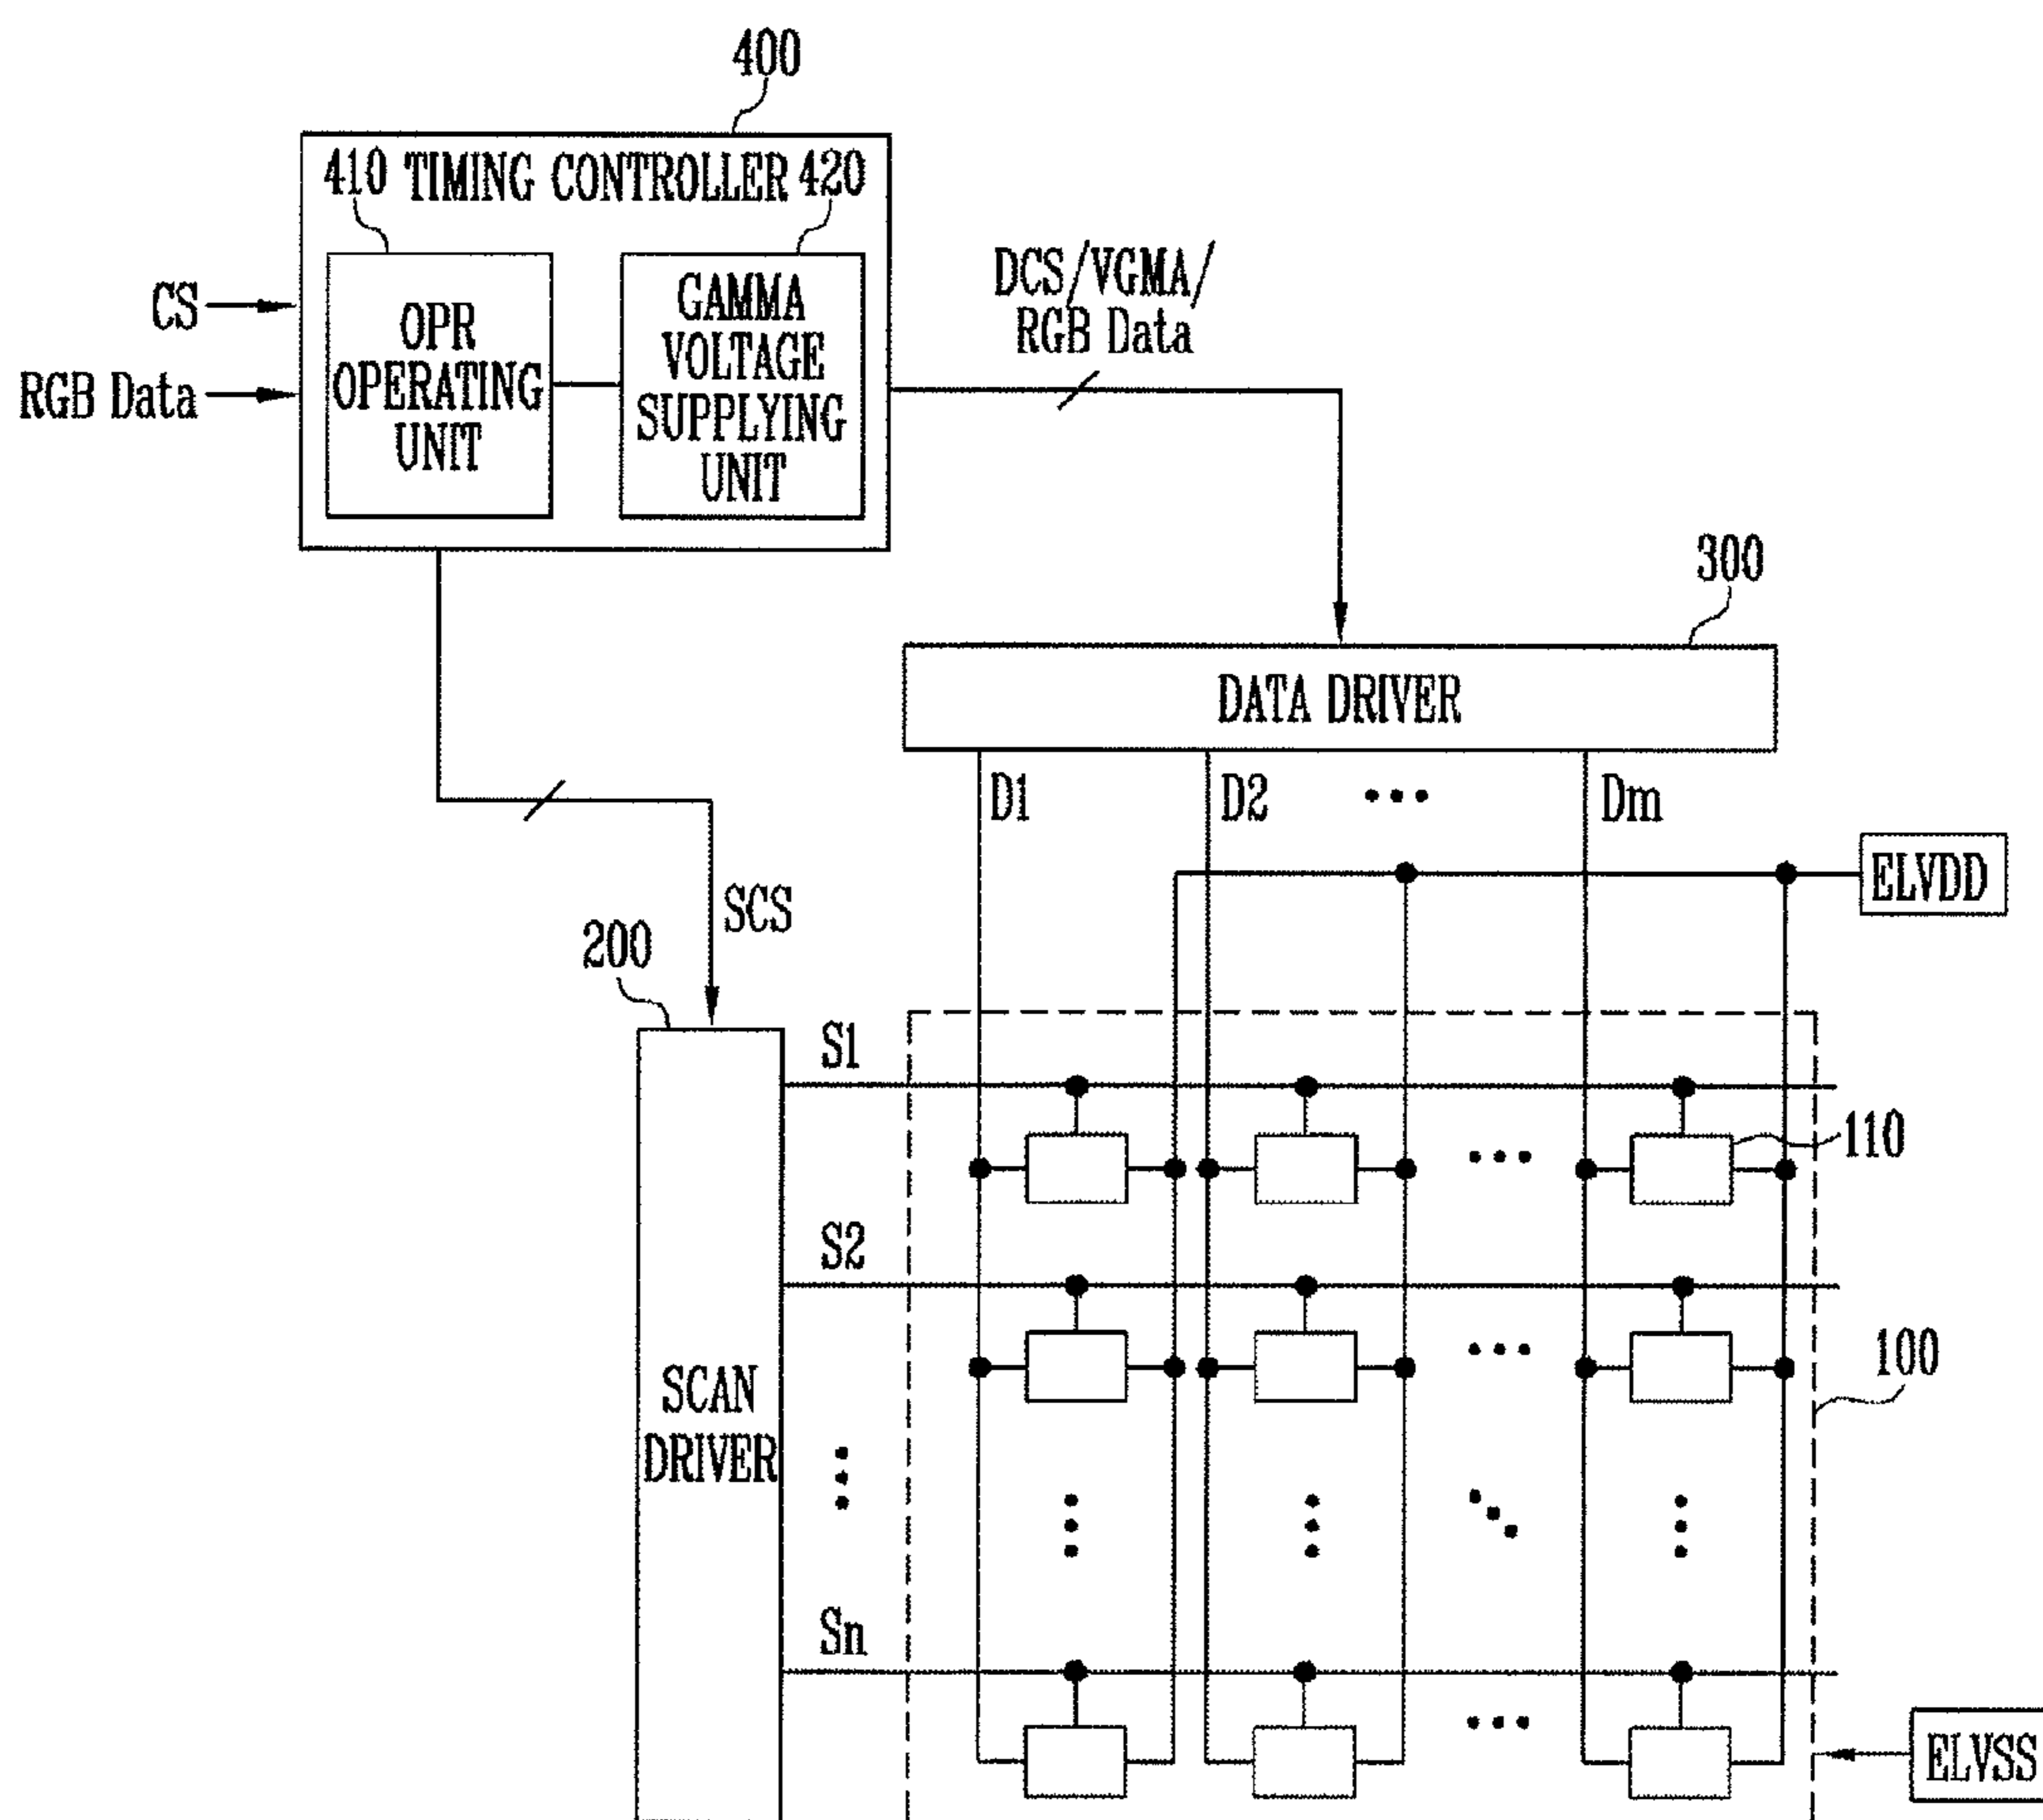 400
410 TIMING CONTROLLER 420
OPR
OPERATING
UNIT
GAMMA
VOLTAGE
SUPPLYING
UNIT
CS
RGB Data
DCS/VGMA/
RGB Data
300
DATA DRIVER
D1
D2
Dm
ELVDD
SCS
200
SCAN
DRIVER
S1
110
S2
100
Sn
ELVSS